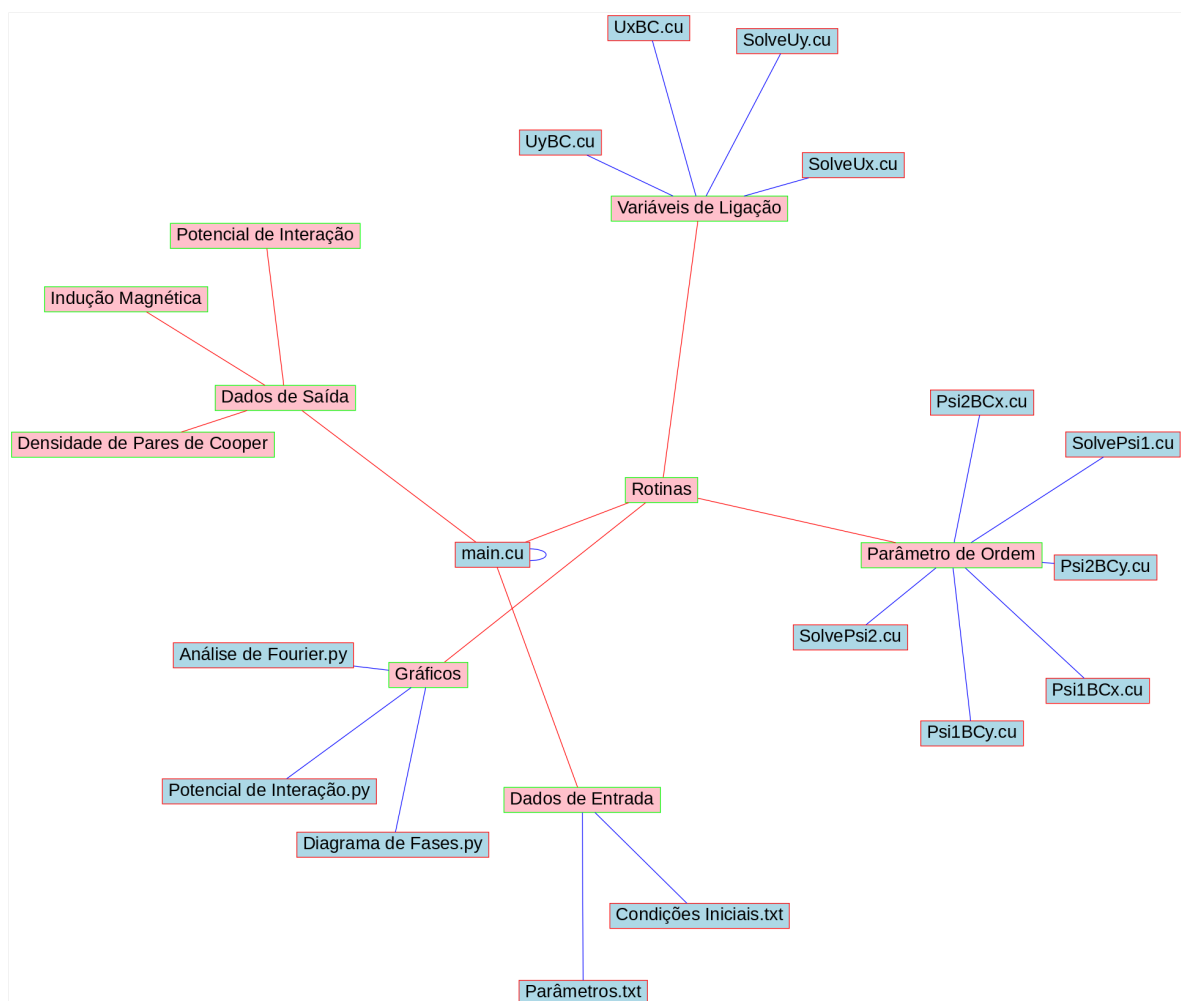 UxBC.cu
SolveUy.cu
UyBC.cu
SolveUx.cu
Variáveis de Ligação
Potencial de Interação
Indução Magnética
Dados de Saída
Psi2BCx.cu
Densidade de Pares de Cooper
SolvePsi1.cu
Rotinas
main.cu
Parâmetro de Ordem
Psi2BCy.cu
SolvePsi2.cu
Análise de Fourier.py
Gráficos
Psi1BCx.cu
Psi1BCy.cu
Potencial de Interação.py
Dados de Entrada
Diagrama de Fases.py
Condições Iniciais.txt
Parâmetros.txt